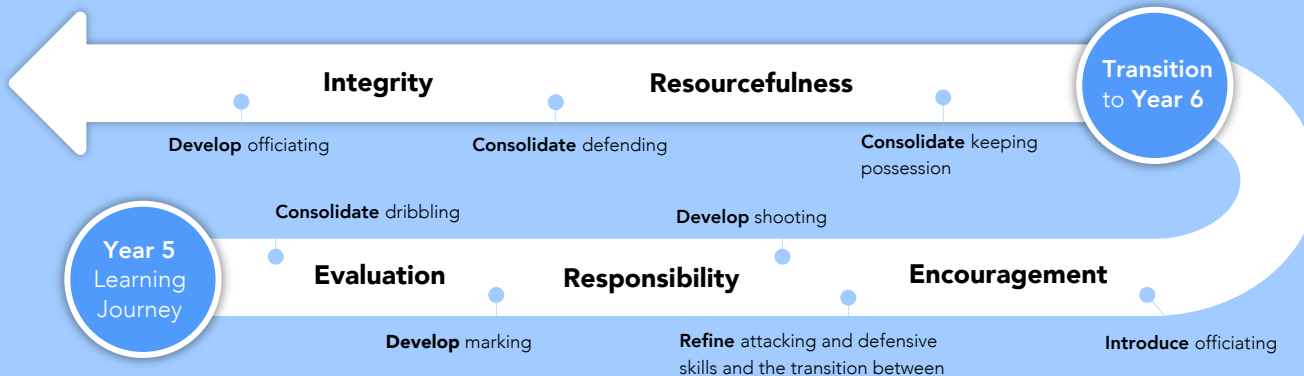 Integrity
Resourcefulness
Transition
to Year 6
Develop officiating
Consolidate defending
Consolidate keeping
possession
Consolidate dribbling
Develop shooting
Year 5
Learning
Journey
Evaluation
Responsibility
Encouragement
Develop marking
Refine attacking and defensive
skills and the transition between
Introduce officiating